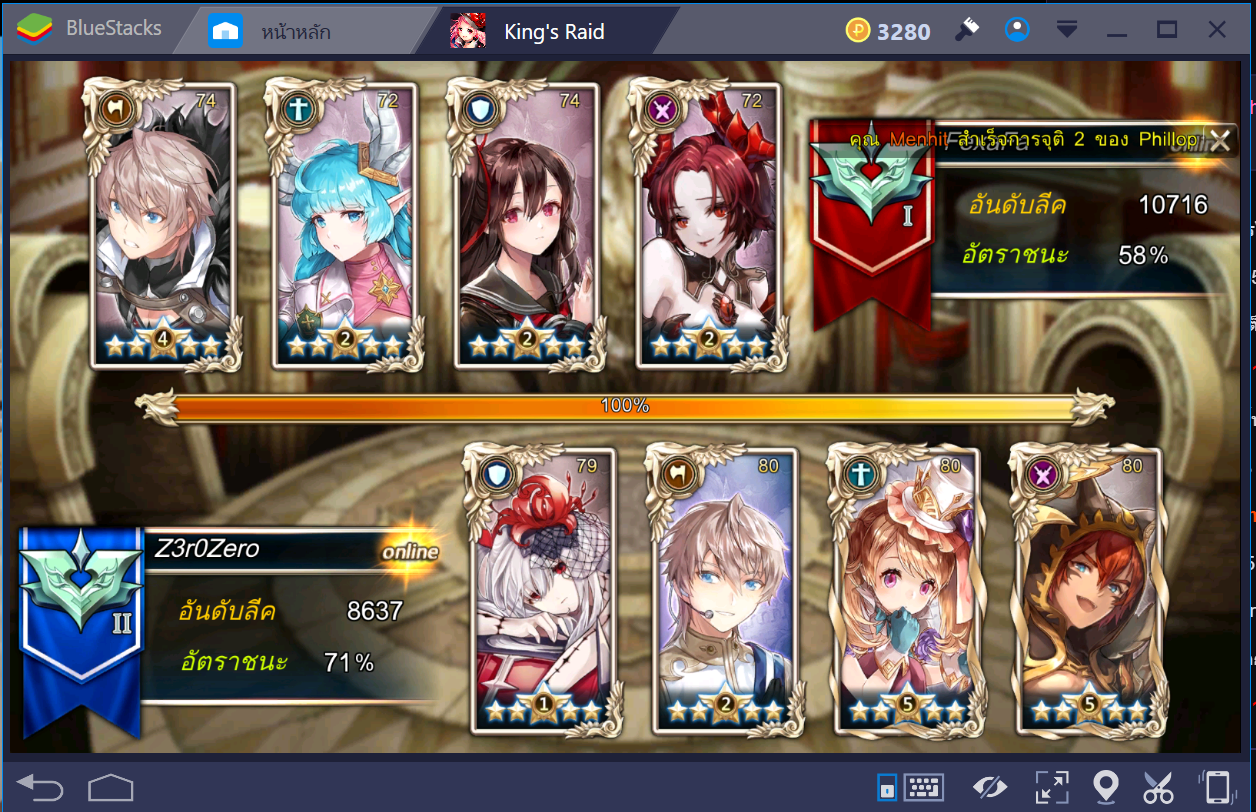 BlueStacks
หน้าหลัก
King's Raid
3280
74
72
74
72
คุณ Menhit สำเร็จการจุติ 2 ของ Phillop
I
อันดับลีค 10716
อัตราชนะ 58%
4
2
2
2
100%
79
80
80
80
Z3r0Zero online
II
อันดับลีค 8637
อัตราชนะ 71%
1
2
5
5